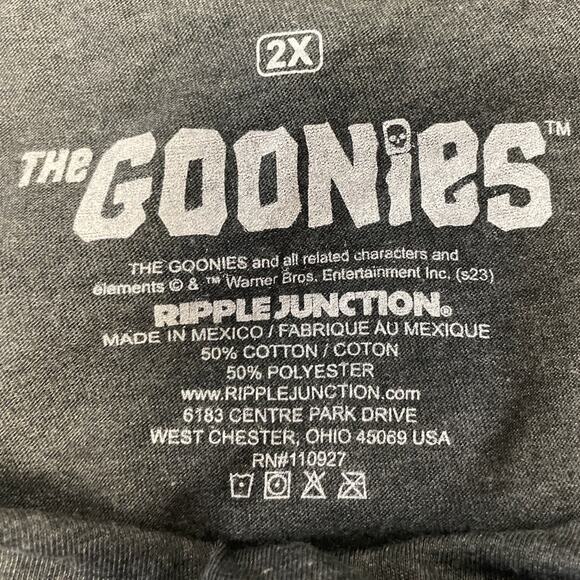 2X
THE GOONIES™
THE GOONIES and all related characters and
elements © & ™ Warner Bros. Entertainment Inc. (s23)
RIPPLE JUNCTION®
MADE IN MEXICO / FABRIQUE AU MEXIQUE
50% COTTON / COTON
50% POLYESTER
www.RIPPLEJUNCTION.com
6183 CENTRE PARK DRIVE
WEST CHESTER, OHIO 45069 USA
RN#110927